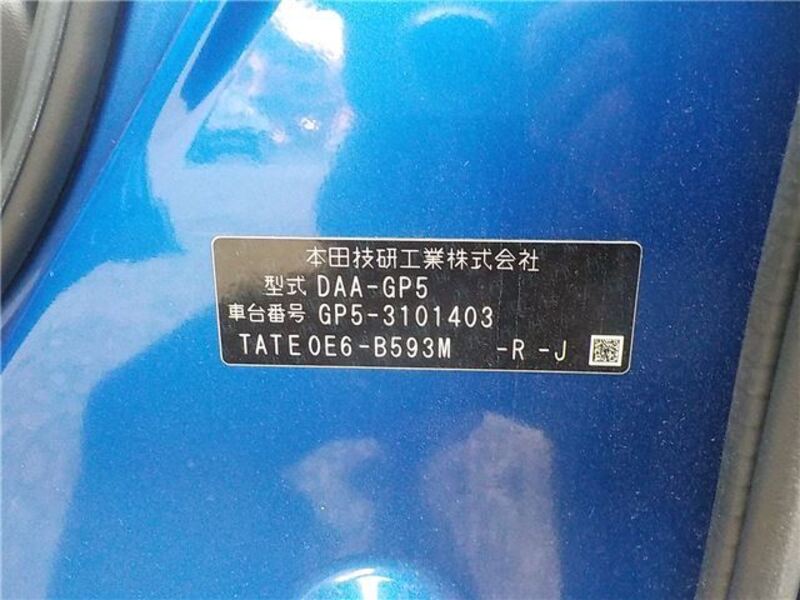 本田技研工業株式会社
型式 DAA-GP5
車台番号 GP5-3101403
TATE0E6-B593M -R -J